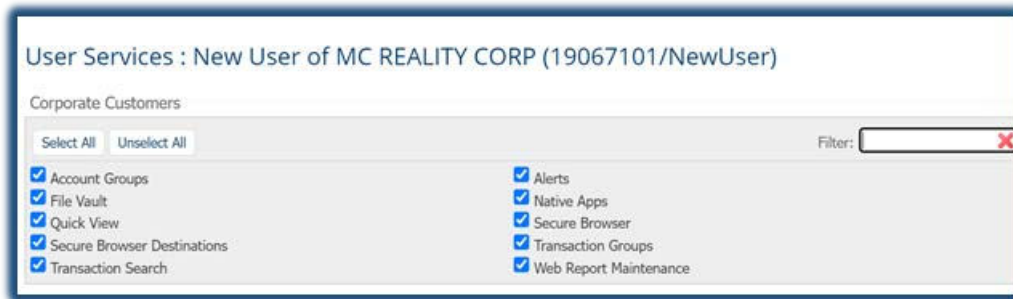 User Services : New User of MC REALITY CORP (19067101/NewUser)
Corporate Customers
Select All Unselect All Filter:
Account Groups Alerts
File Vault Native Apps
Quick View Secure Browser
Secure Browser Destinations Transaction Groups
Transaction Search Web Report Maintenance